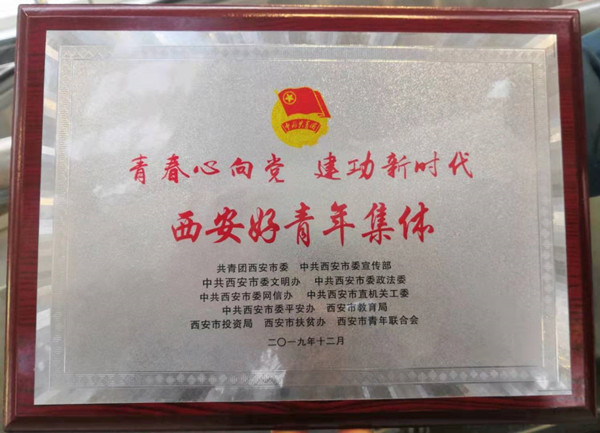 中国共青团
青春心向党 建功新时代
西安好青年集体
共青团西安市委 中共西安市委宣传部
中共西安市委文明办 中共西安市委政法委
中共西安市委网信办 中共西安市直机关工委
中共西安市委平安办 西安市教育局
西安市投资局 西安市扶贫办 西安市青年联合会
二〇一九年十二月